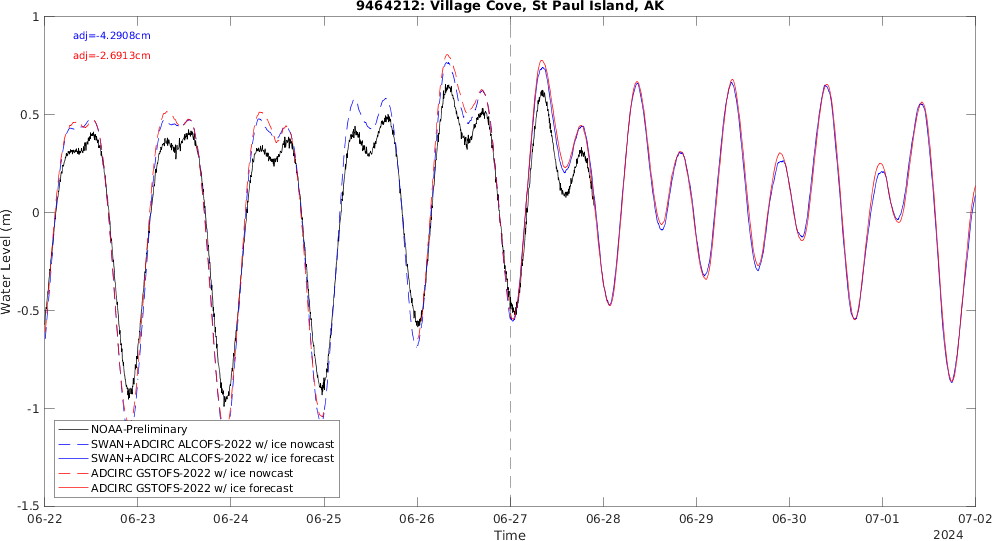 9464212: Village Cove, St Paul Island, AK
adj=-4.2908cm
adj=-2.6913cm
Water Level (m)
1
0.5
0
-0.5
-1
-1.5
NOAA-Preliminary
SWAN+ADCIRC ALCOFS-2022 w/ ice nowcast
SWAN+ADCIRC ALCOFS-2022 w/ ice forecast
ADCIRC GSTOFS-2022 w/ ice nowcast
ADCIRC GSTOFS-2022 w/ ice forecast
06-22 06-23 06-24 06-25 06-26 06-27 06-28 06-29 06-30 07-01 07-02
Time
2024